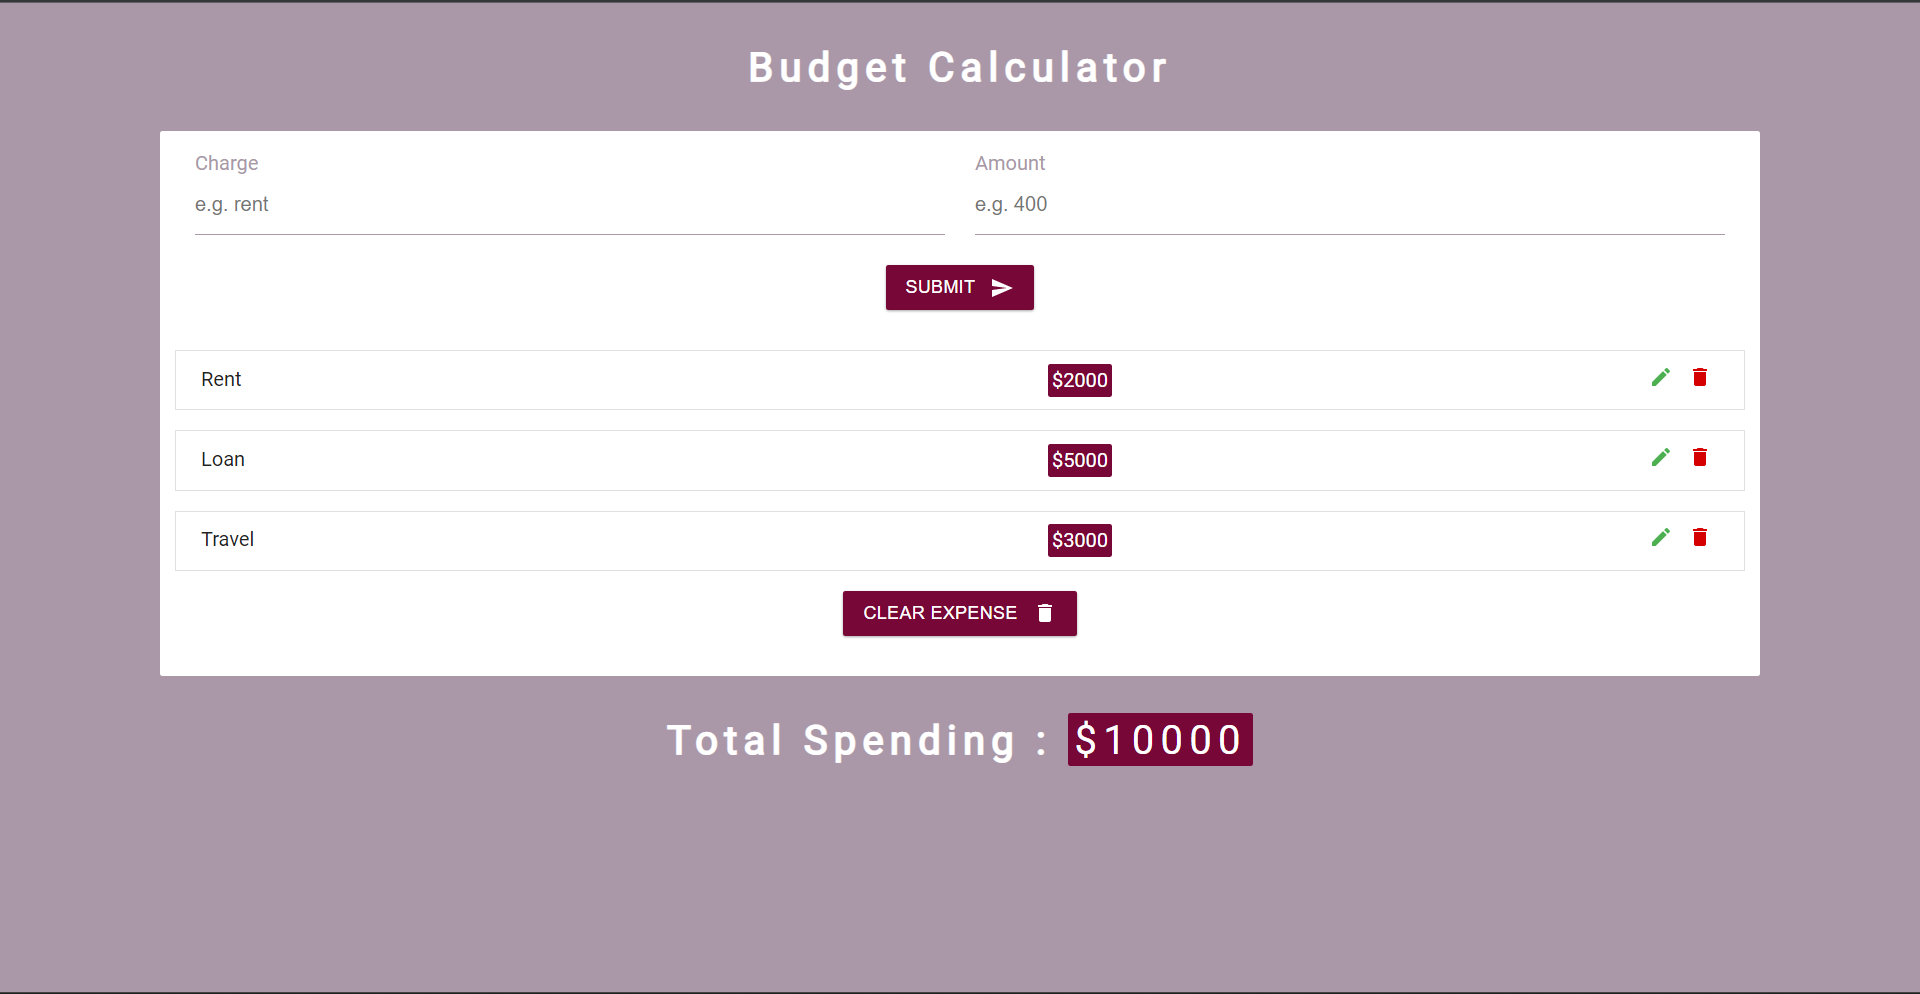 Budget Calculator
Charge Amount
e.g. rent e.g. 400
SUBMIT
Rent $2000
Loan $5000
Travel $3000
CLEAR EXPENSE
Total Spending : $10000